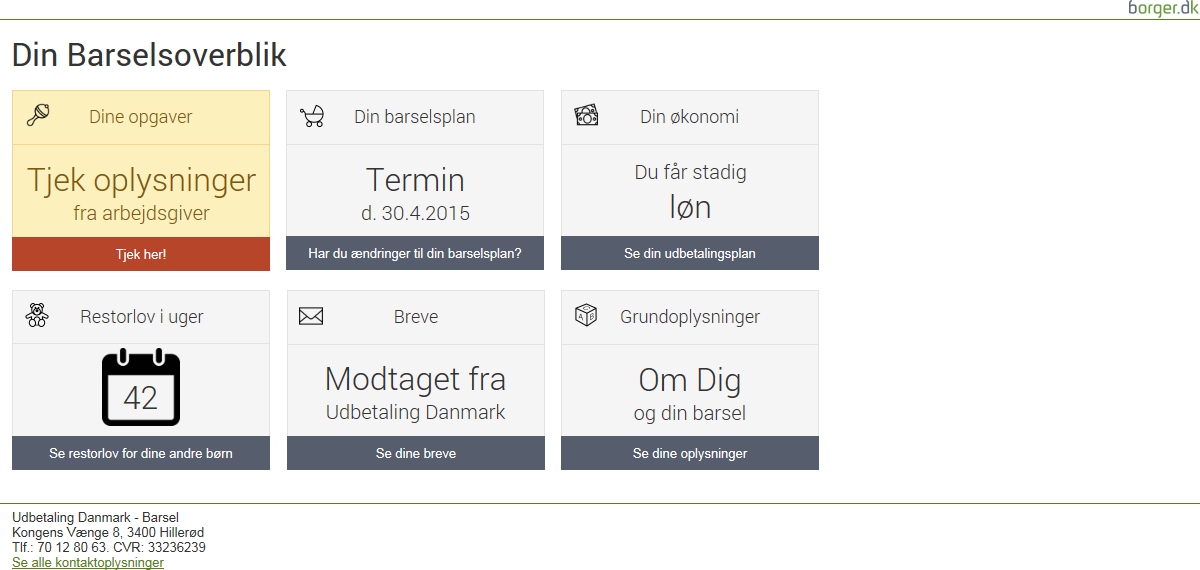 borger.dk
Din Barselsoverblik
Dine opgaver
Tjek oplysninger
fra arbejdsgiver
Tjek her!
Din barselsplan
Termin
d. 30.4.2015
Har du ændringer til din barselsplan?
Din økonomi
Du får stadig
løn
Se din udbetalingsplan
Restorlov i uger
42
Se restorlov for dine andre børn
Breve
Modtaget fra
Udbetaling Danmark
Se dine breve
A B
Grundoplysninger
Om Dig
og din barsel
Se dine oplysninger
Udbetaling Danmark - Barsel
Kongens Vænge 8, 3400 Hillerød
Tlf.: 70 12 80 63. CVR: 33236239
Se alle kontaktoplysninger